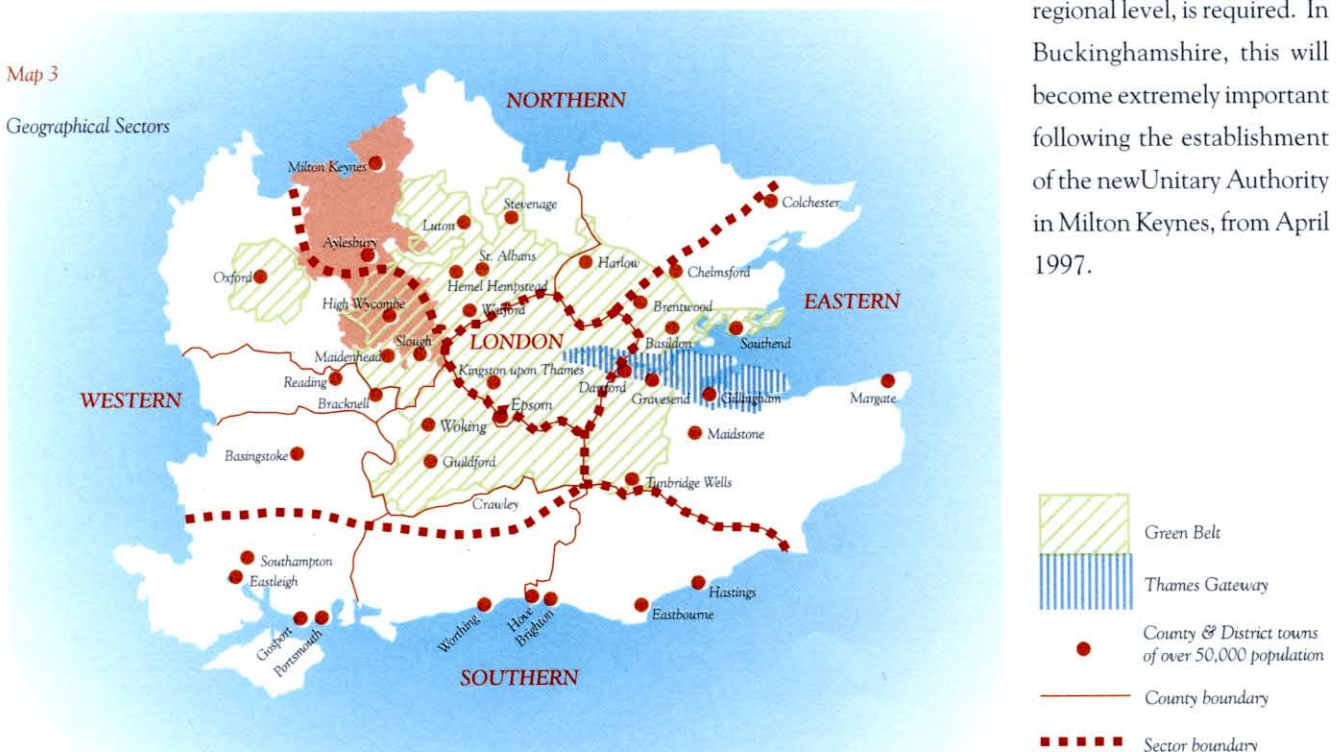 regional level, is required. In
Buckinghamshire, this will
become extremely important
following the establishment
of the newUnitary Authority
in Milton Keynes, from April
1997.
Map 3
Geographical Sectors
NORTHERN
Milton Keynes
Colchester
Stevenage
Luton
Aylesbury
St. Albans
Harlow
Chelmsford
Oxford
Hemel Hempstead
EASTERN
High Wycombe
Watford
Brentwood
LONDON
Basildon
Southend
Slough
Maidenhead
Kingston upon Thames
Reading
Dartford
Gravesend
Gillingham
Margate
WESTERN
Bracknell
Epsom
Woking
Maidstone
Basingstoke
Guildford
Tunbridge Wells
Crawley
Southampton
Eastleigh
Hastings
Gosport
Portsmouth
Worthing
Hove
Brighton
Eastbourne
SOUTHERN
Green Belt
Thames Gateway
County & District towns
of over 50,000 population
County boundary
Sector boundary